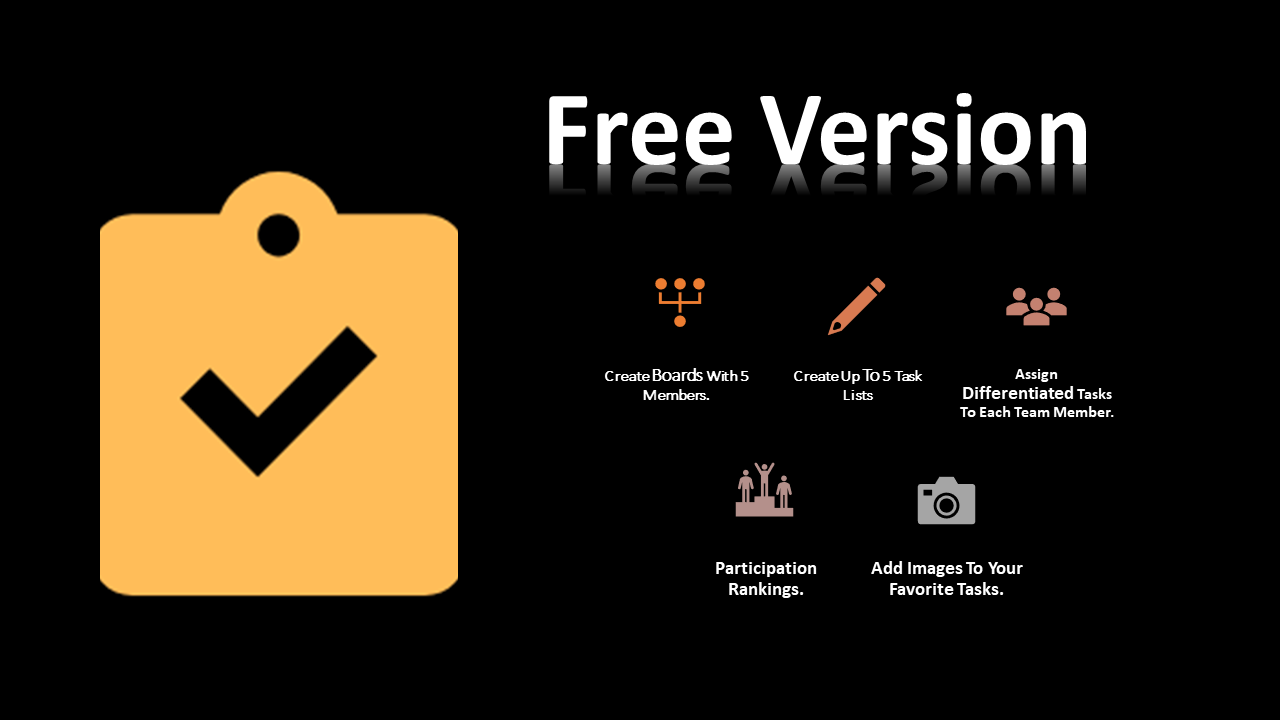 Free Version
Create Boards With 5
Members.
Create Up To 5 Task
Lists
Assign
Differentiated Tasks
To Each Team Member.
Participation
Rankings.
Add Images To Your
Favorite Tasks.